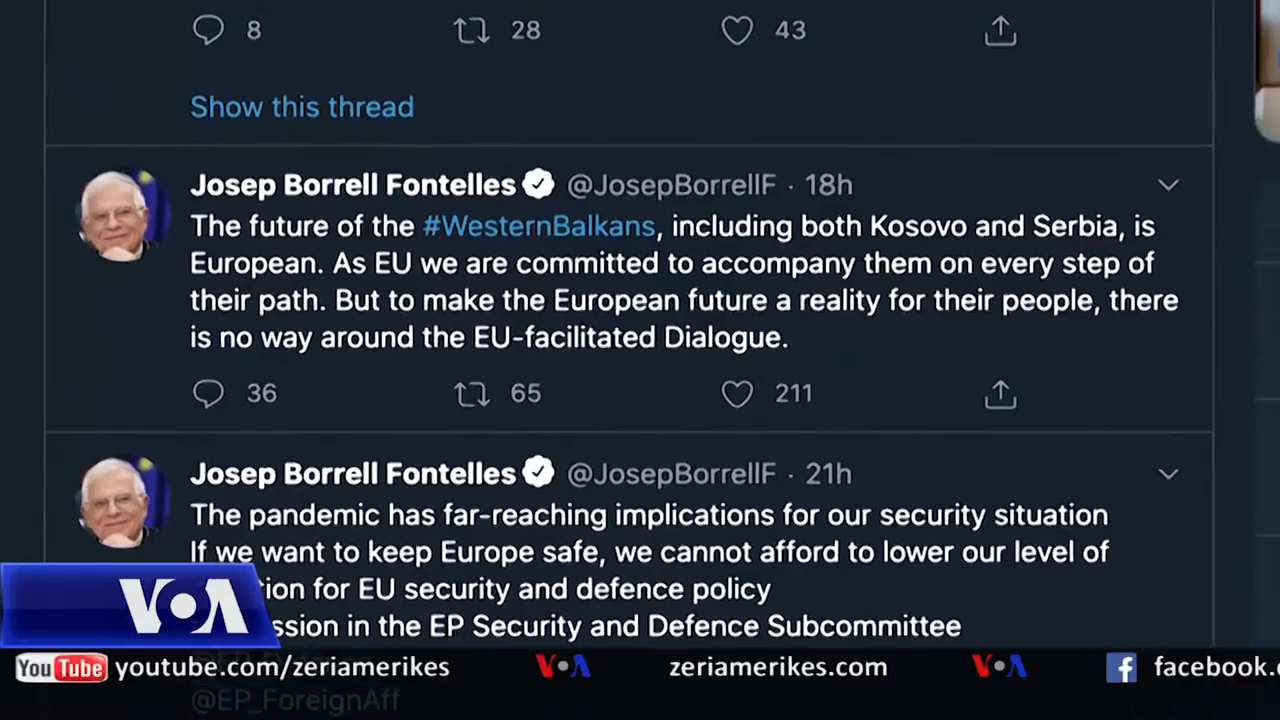 8 28 43
Show this thread
Josep Borrell Fontelles @JosepBorrellF · 18h
The future of the #WesternBalkans, including both Kosovo and Serbia, is
European. As EU we are committed to accompany them on every step of
their path. But to make the European future a reality for their people, there
is no way around the EU-facilitated Dialogue.
36 65 211
Josep Borrell Fontelles @JosepBorrellF · 21h
The pandemic has far-reaching implications for our security situation
If we want to keep Europe safe, we cannot afford to lower our level of
for EU security and defence policy
in the EP Security and Defence Subcommittee
VOA
YouTube youtube.com/zeriamerikes VOA zeriamerikes.com VOA facebook.c
@EP_ForeignAff